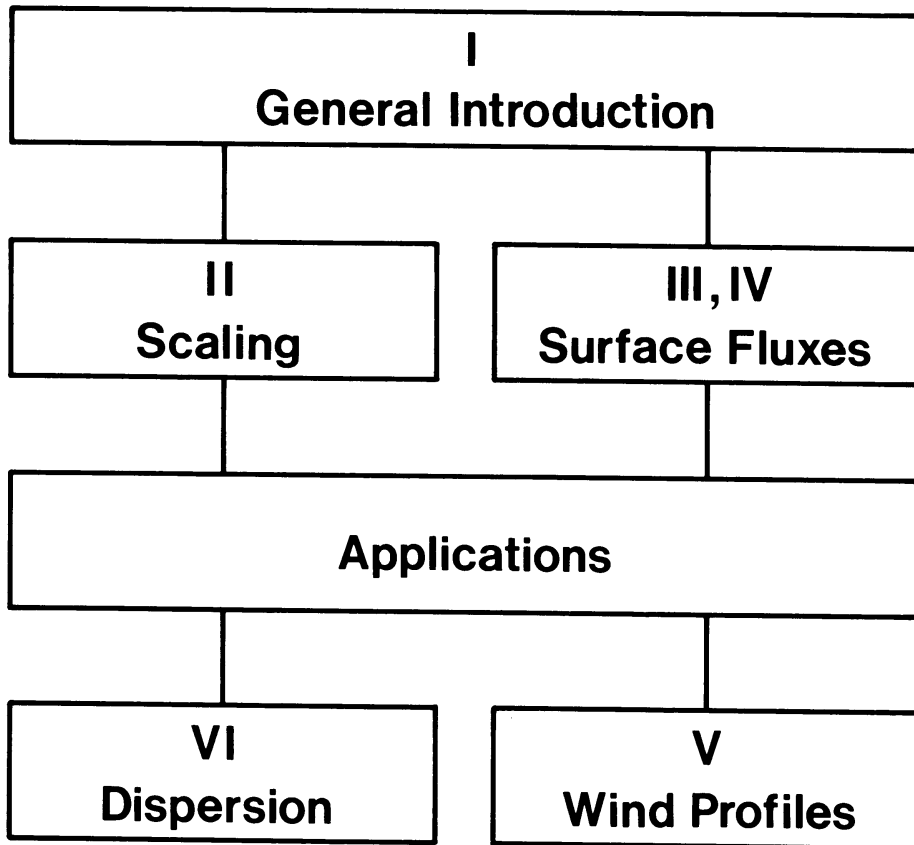 I
General Introduction
II
Scaling
III, IV
Surface Fluxes
Applications
VI
Dispersion
V
Wind Profiles